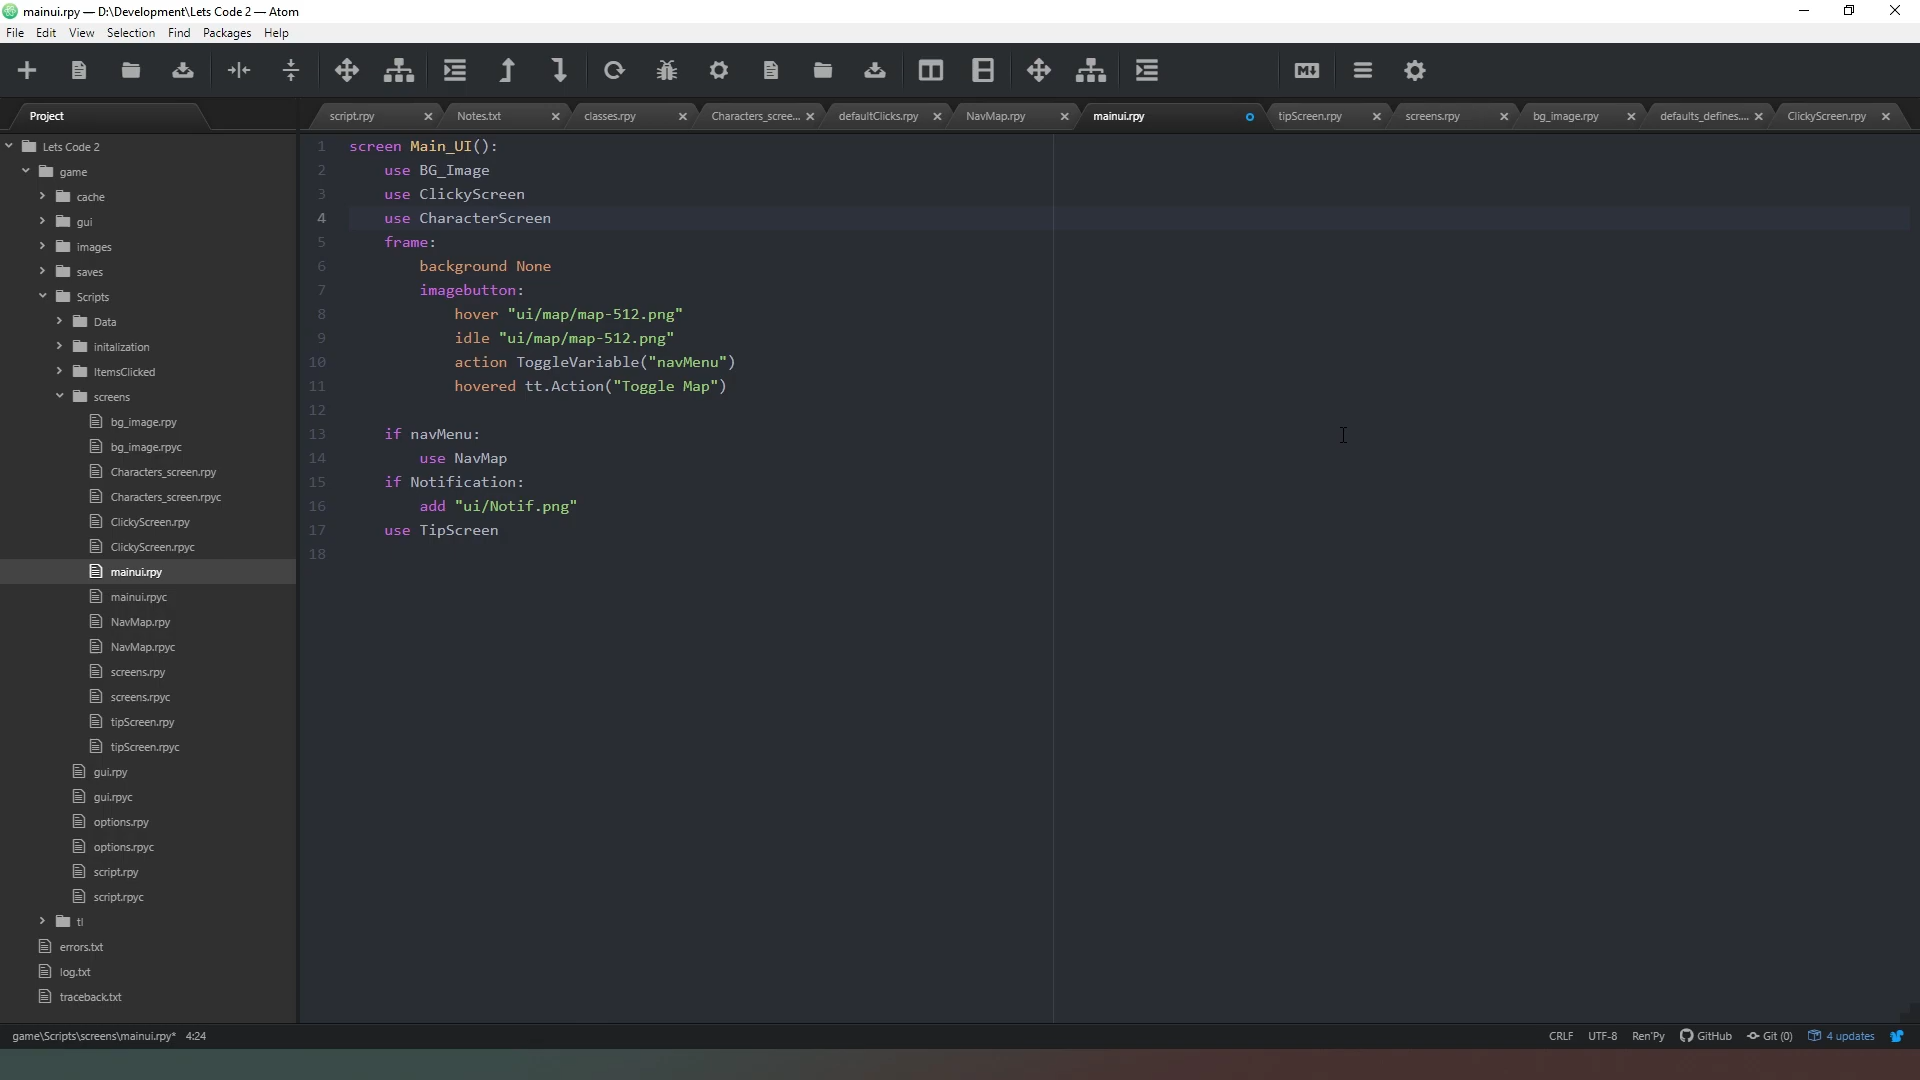 mainui.rpy — D:\Development\Lets Code 2 — Atom
File Edit View Selection Find Packages Help
Project
script.rpy Notes.txt classes.rpy Characters_scree... defaultClicks.rpy NavMap.rpy mainui.rpy tipScreen.rpy screens.rpy bg_image.rpy defaults_defines.... ClickyScreen.rpy
Lets Code 2
game
cache
gui
images
saves
Scripts
Data
initalization
ItemsClicked
screens
bg_image.rpy
bg_image.rpyc
Characters_screen.rpy
Characters_screen.rpyc
ClickyScreen.rpy
ClickyScreen.rpyc
mainui.rpy
mainui.rpyc
NavMap.rpy
NavMap.rpyc
screens.rpy
screens.rpyc
tipScreen.rpy
tipScreen.rpyc
gui.rpy
gui.rpyc
options.rpy
options.rpyc
script.rpy
script.rpyc
tl
errors.txt
log.txt
traceback.txt
1 screen Main_UI():
2 use BG_Image
3 use ClickyScreen
4 use CharacterScreen
5 frame:
6 background None
7 imagebutton:
8 hover "ui/map/map-512.png"
9 idle "ui/map/map-512.png"
10 action ToggleVariable("navMenu")
11 hovered tt.Action("Toggle Map")
12
13 if navMenu:
14 use NavMap
15 if Notification:
16 add "ui/Notif.png"
17 use TipScreen
18
game\Scripts\screens\mainui.rpy* 4:24
CRLF UTF-8 Ren'Py GitHub Git (0) 4 updates